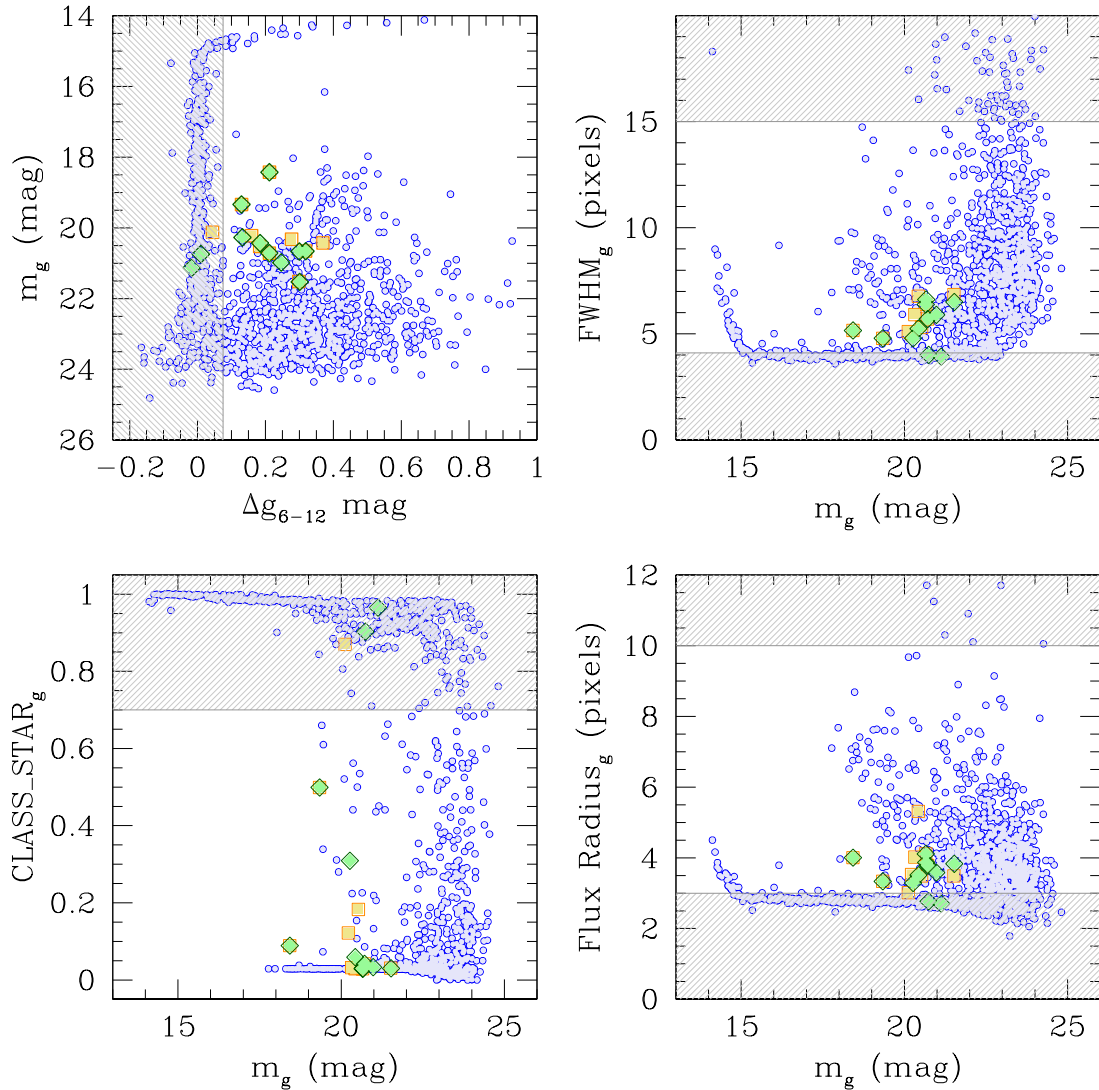 14
16
18
20
22
24
26
m_g (mag)
−0.2 0 0.2 0.4 0.6 0.8 1
Δg_6−12 mag
15
10
5
0
FWHM_g (pixels)
15 20 25
m_g (mag)
1
0.8
0.6
0.4
0.2
0
CLASS_STAR_g
15 20 25
m_g (mag)
12
10
8
6
4
2
0
Flux Radius_g (pixels)
15 20 25
m_g (mag)